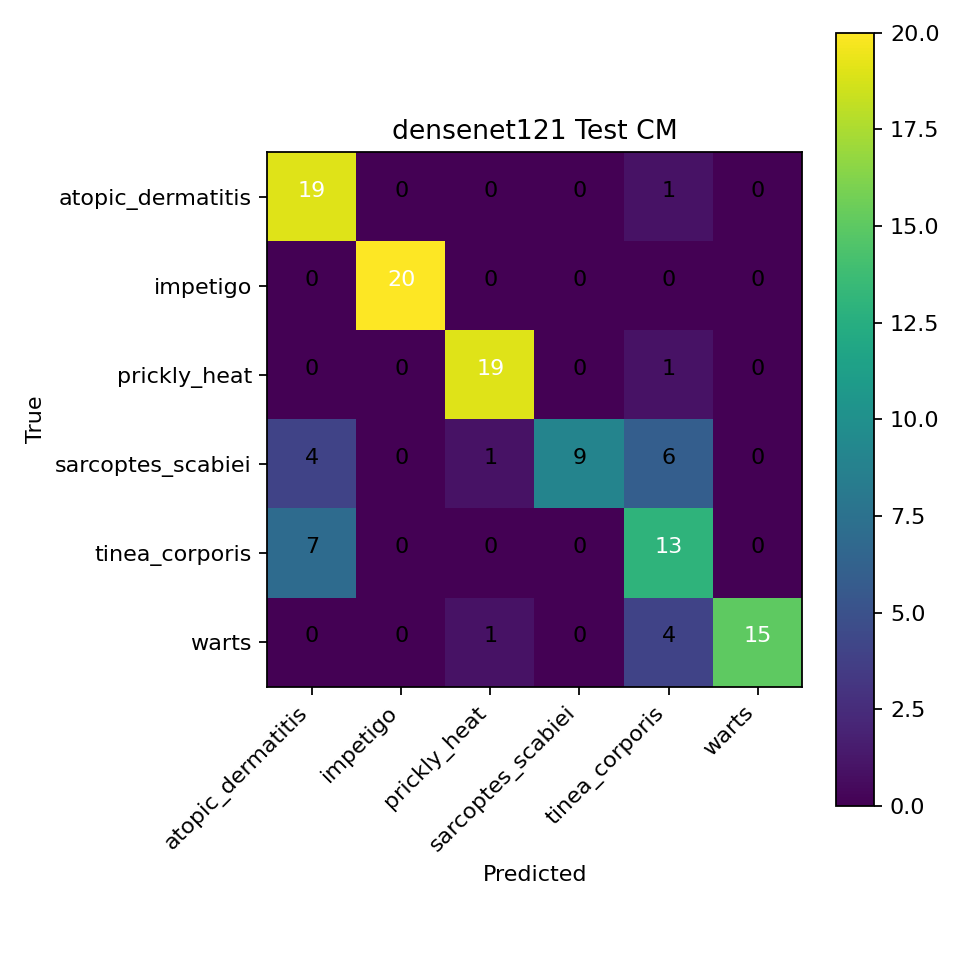 densenet121 Test CM
atopic_dermatitis 19 0 0 0 1 0
impetigo 0 20 0 0 0 0
prickly_heat 0 0 19 0 1 0
sarcoptes_scabiei 4 0 1 9 6 0
tinea_corporis 7 0 0 0 13 0
warts 0 0 1 0 4 15
True
atopic_dermatitis
impetigo
prickly_heat
sarcoptes_scabiei
tinea_corporis
warts
Predicted
20.0
17.5
15.0
12.5
10.0
7.5
5.0
2.5
0.0